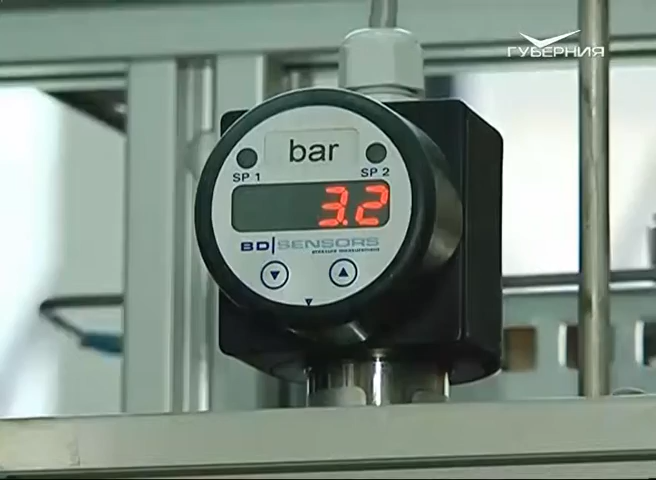 ГУБЕРНИЯ
bar
SP 1 SP 2
3.2
BD|SENSORS
pressure measurement